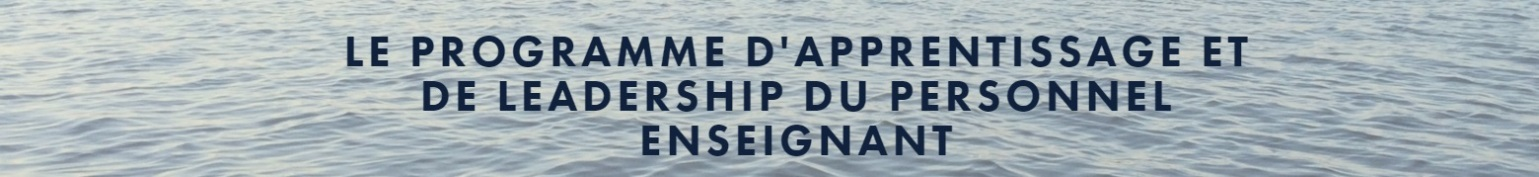 LE PROGRAMME D'APPRENTISSAGE ET
DE LEADERSHIP DU PERSONNEL
ENSEIGNANT